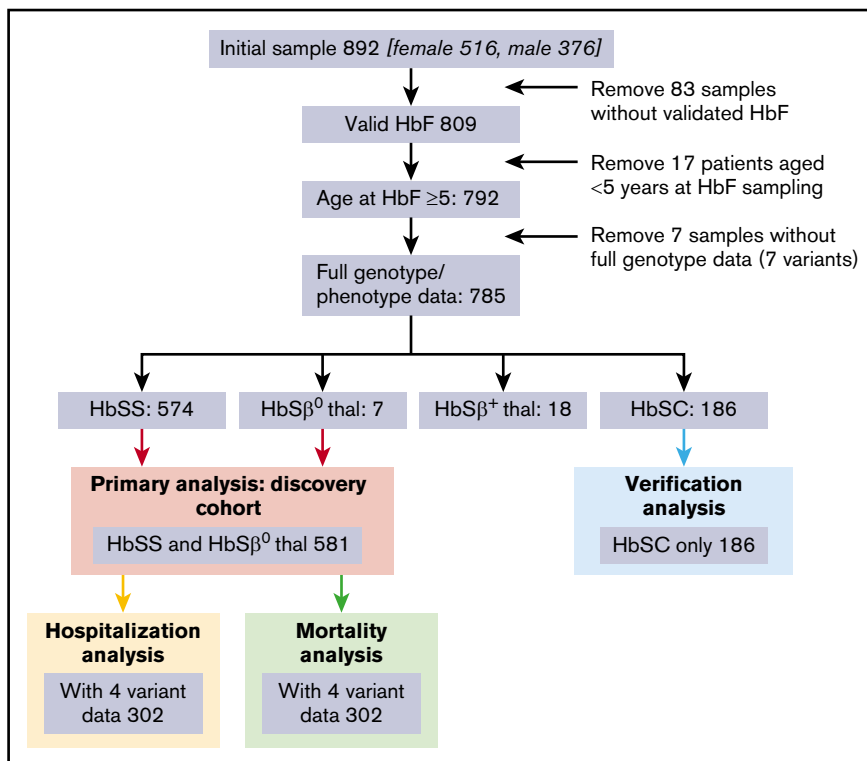 Initial sample 892 [female 516, male 376]
Remove 83 samples
without validated HbF
Valid HbF 809
Remove 17 patients aged
<5 years at HbF sampling
Age at HbF ≥5: 792
Remove 7 samples without
full genotype data (7 variants)
Full genotype/
phenotype data: 785
HbSS: 574
HbSβ⁰ thal: 7
HbSβ⁺ thal: 18
HbSC: 186
Primary analysis: discovery
cohort
HbSS and HbSβ⁰ thal 581
Verification
analysis
HbSC only 186
Hospitalization
analysis
With 4 variant
data 302
Mortality
analysis
With 4 variant
data 302